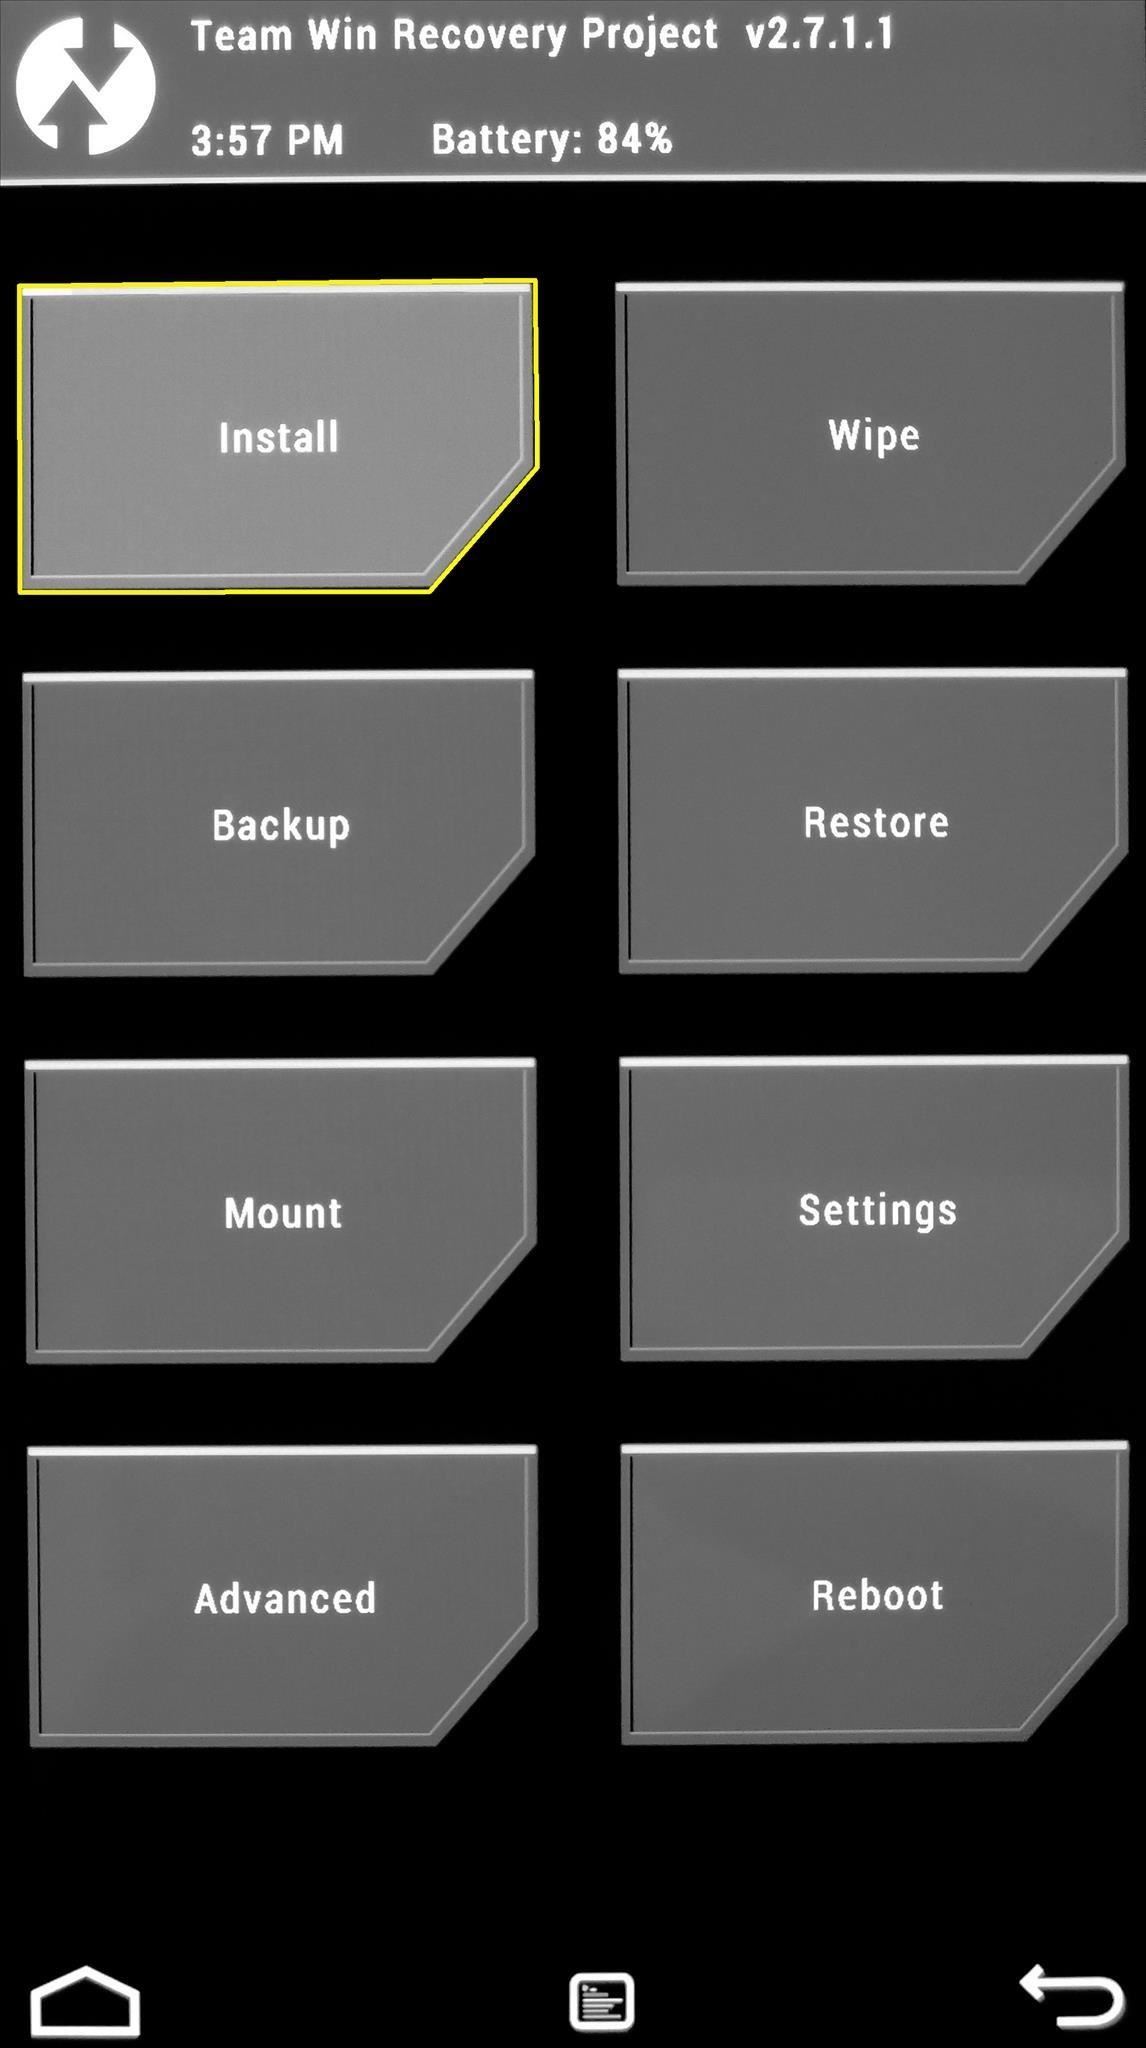 Team Win Recovery Project v2.7.1.1
3:57 PM Battery: 84%
Install
Wipe
Backup
Restore
Mount
Settings
Advanced
Reboot